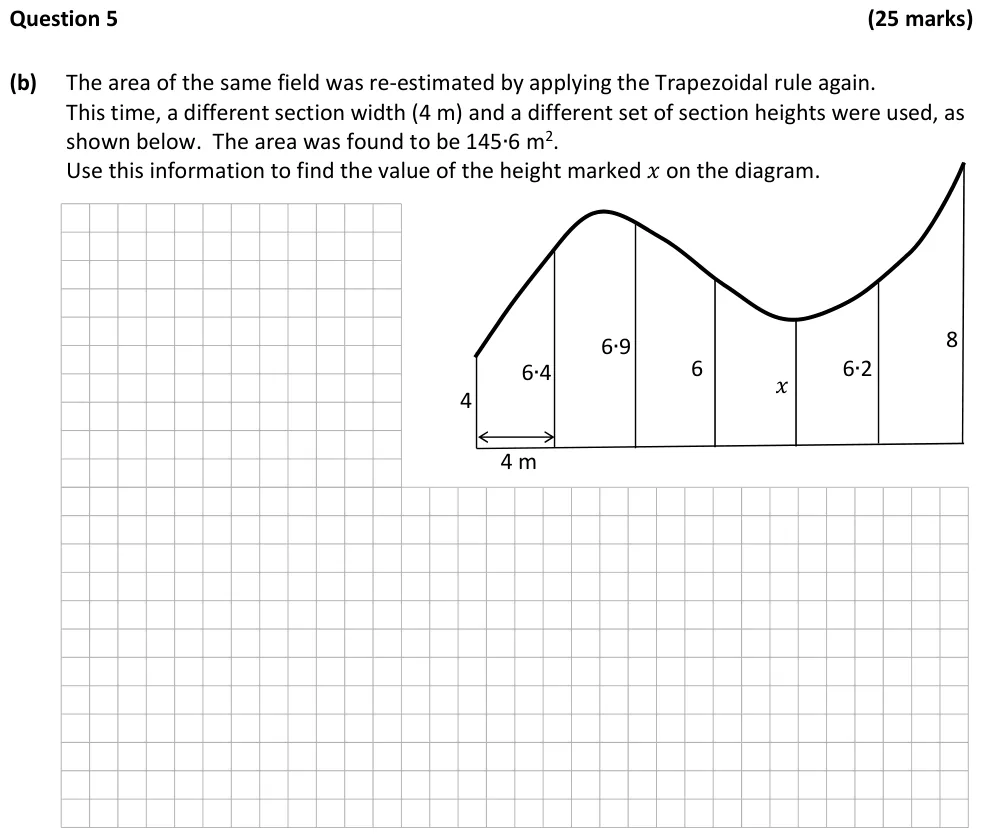 Question 5
(25 marks)
(b) The area of the same field was re-estimated by applying the Trapezoidal rule again.
This time, a different section width (4 m) and a different set of section heights were used, as
shown below. The area was found to be 145·6 m².
Use this information to find the value of the height marked x on the diagram.
4
6·4
6·9
6
x
6·2
8
4 m